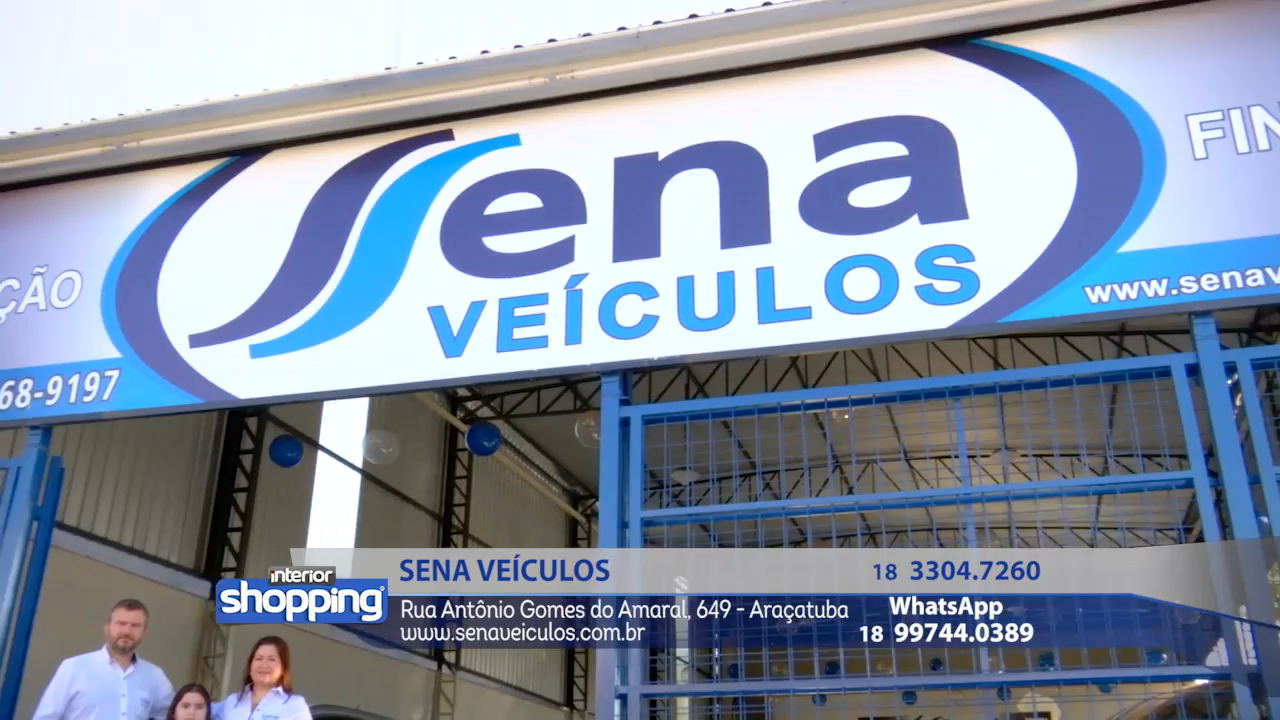 Sena
VEÍCULOS
ÇÃO
68-9197
FIN
www.senav
interior
shopping
SENA VEÍCULOS
18 3304.7260
Rua Antônio Gomes do Amaral, 649 - Araçatuba
www.senaveiculos.com.br
WhatsApp
18 99744.0389